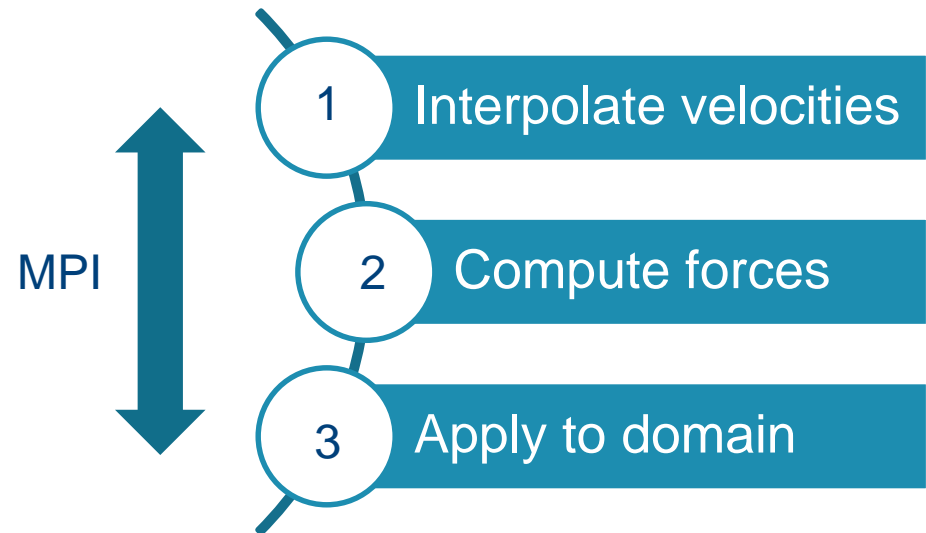 1 Interpolate velocities
MPI
2 Compute forces
3 Apply to domain